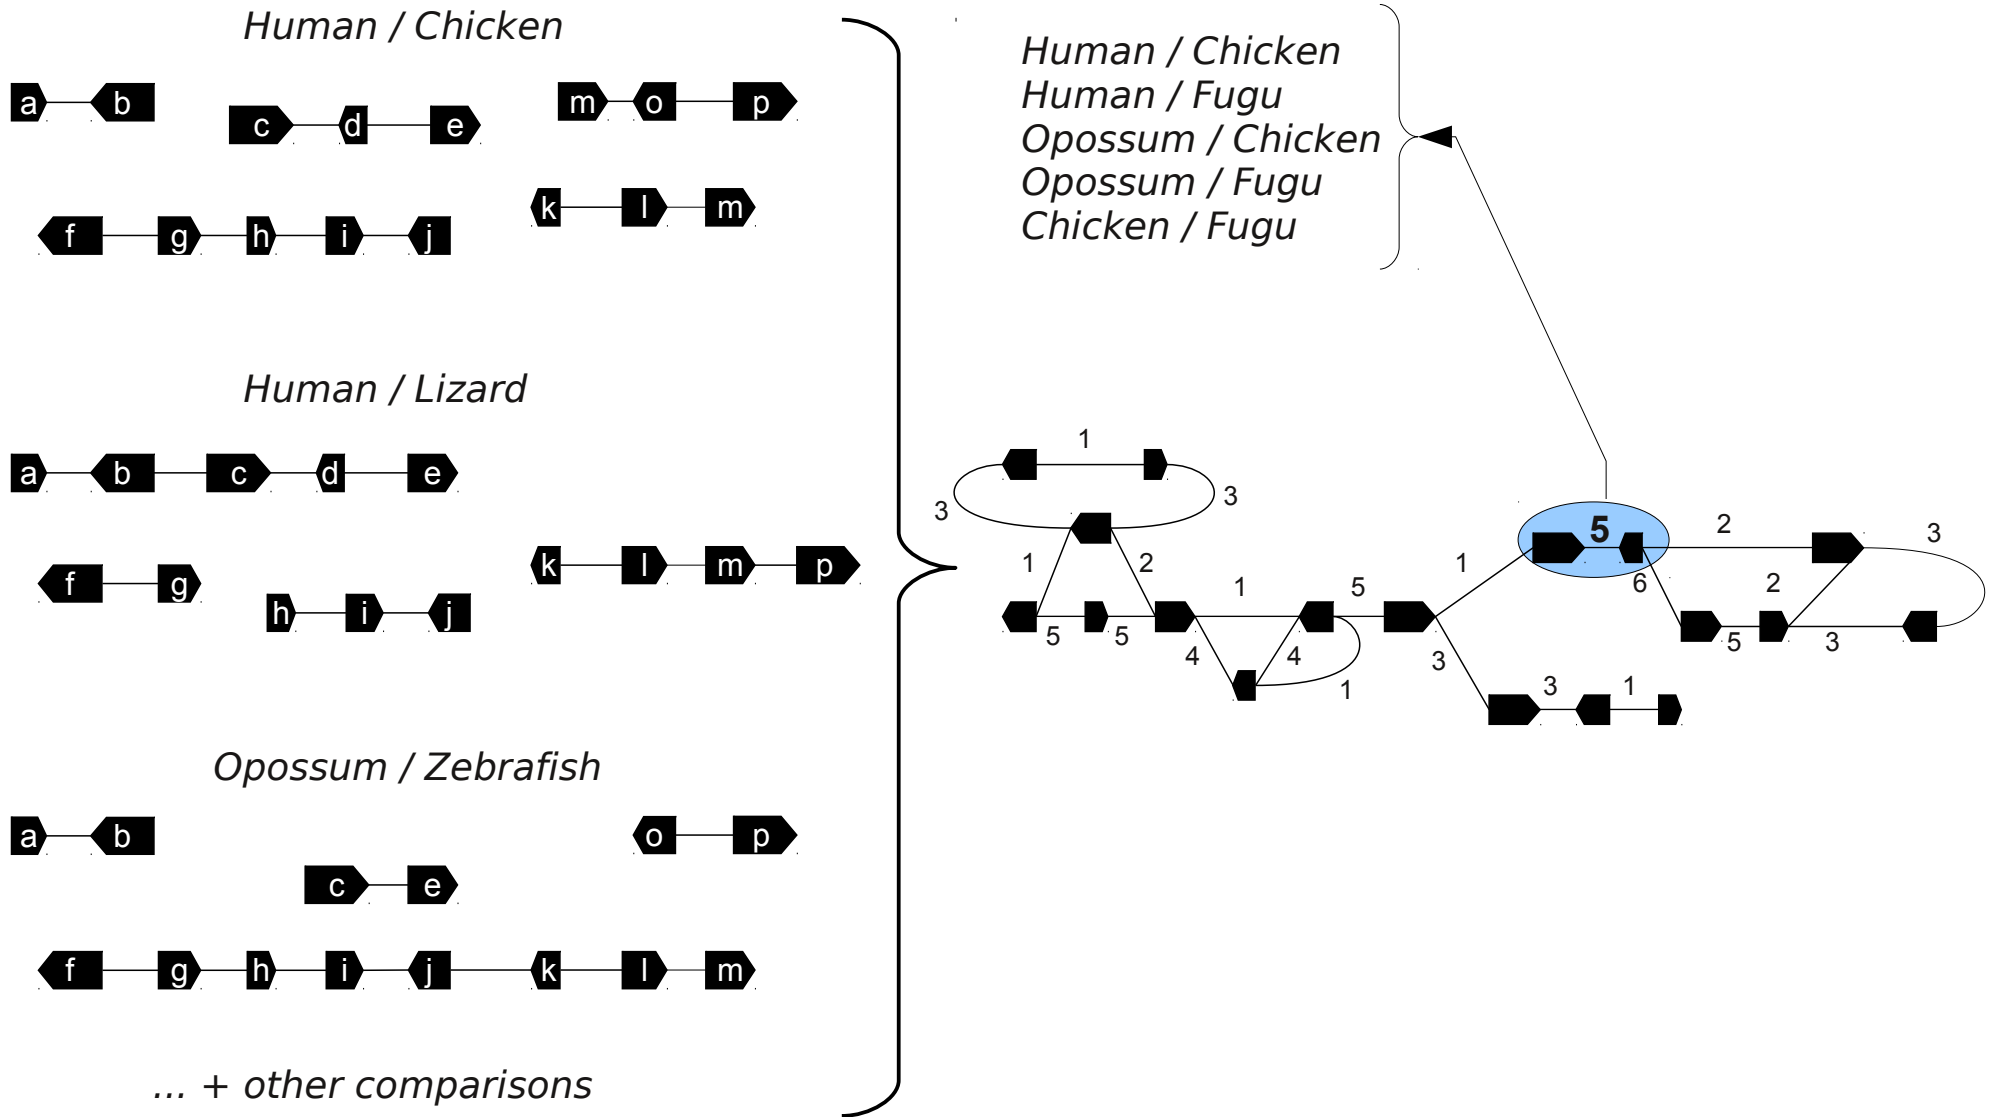 Human / Chicken
a b
c d e
m o p
f g h i j
k l m
Human / Lizard
a b c d e
f g
h i j
k l m p
Opossum / Zebrafish
a b
c e
o p
f g h i j k l m
... + other comparisons
Human / Chicken
Human / Fugu
Opossum / Chicken
Opossum / Fugu
Chicken / Fugu
1
3 3
1 2
5 5
1 5
4 4
1
1
3
5
2 3
6 2
5 3
3 1